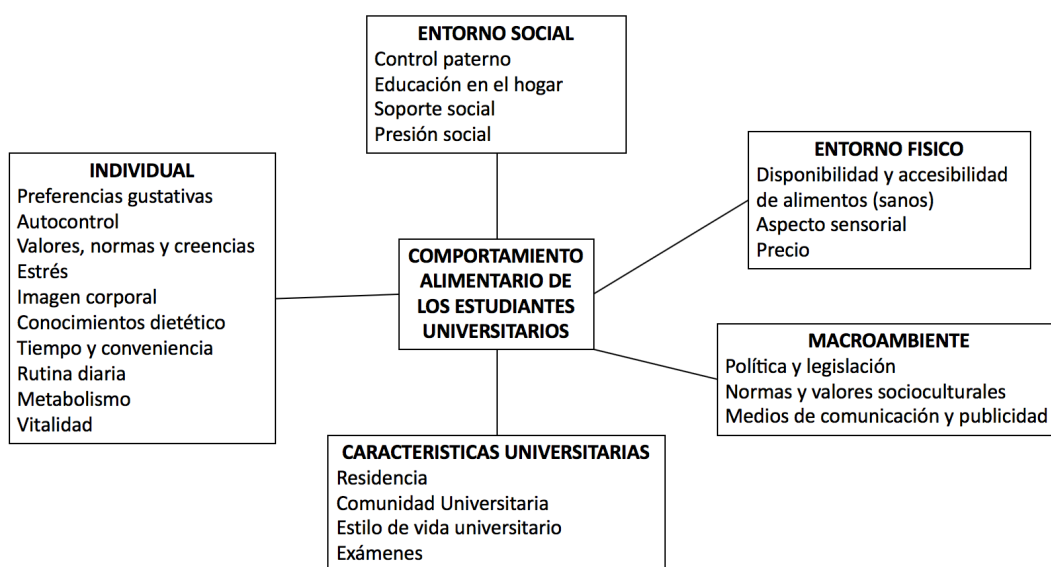 ENTORNO SOCIAL
Control paterno
Educación en el hogar
Soporte social
Presión social
INDIVIDUAL
Preferencias gustativas
Autocontrol
Valores, normas y creencias
Estrés
Imagen corporal
Conocimientos dietético
Tiempo y conveniencia
Rutina diaria
Metabolismo
Vitalidad
COMPORTAMIENTO
ALIMENTARIO DE
LOS ESTUDIANTES
UNIVERSITARIOS
ENTORNO FISICO
Disponibilidad y accesibilidad
de alimentos (sanos)
Aspecto sensorial
Precio
MACROAMBIENTE
Política y legislación
Normas y valores socioculturales
Medios de comunicación y publicidad
CARACTERISTICAS UNIVERSITARIAS
Residencia
Comunidad Universitaria
Estilo de vida universitario
Exámenes